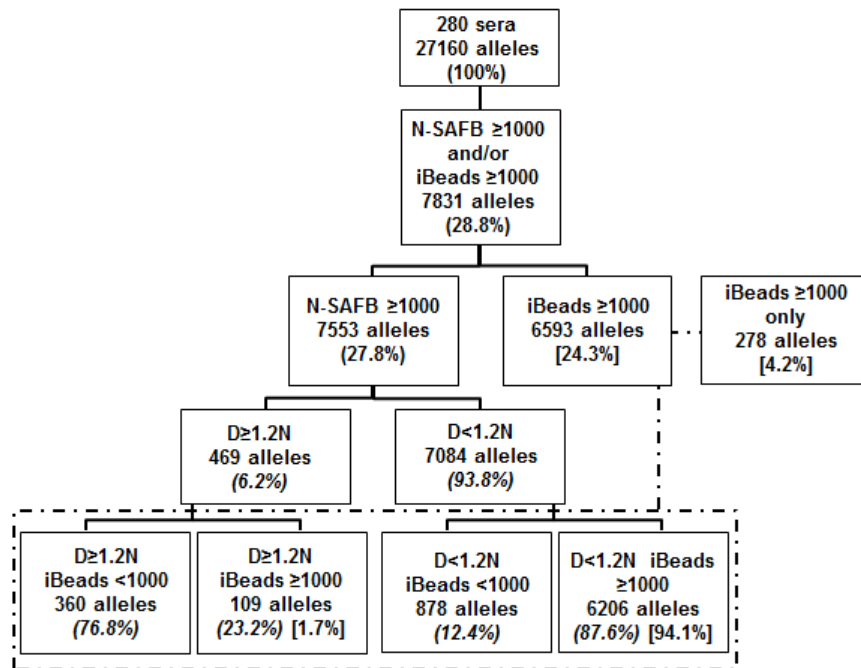 280 sera
27160 alleles
(100%)
N-SAFB ≥1000
and/or
iBeads ≥1000
7831 alleles
(28.8%)
N-SAFB ≥1000
7553 alleles
(27.8%)
iBeads ≥1000
6593 alleles
[24.3%]
iBeads ≥1000
only
278 alleles
[4.2%]
D≥1.2N
469 alleles
(6.2%)
D<1.2N
7084 alleles
(93.8%)
D≥1.2N
iBeads <1000
360 alleles
(76.8%)
D≥1.2N
iBeads ≥1000
109 alleles
(23.2%) [1.7%]
D<1.2N
iBeads <1000
878 alleles
(12.4%)
D<1.2N iBeads
≥1000
6206 alleles
(87.6%) [94.1%]